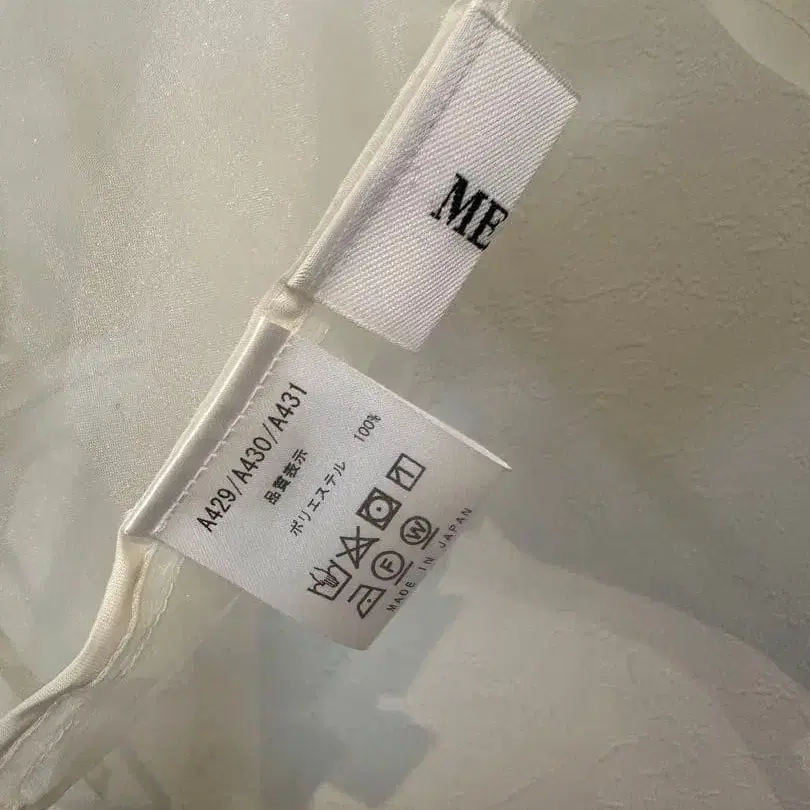 ME
A429/A430/A431
品質表示
ポリエステル 100%
F W
MADE IN JAPAN